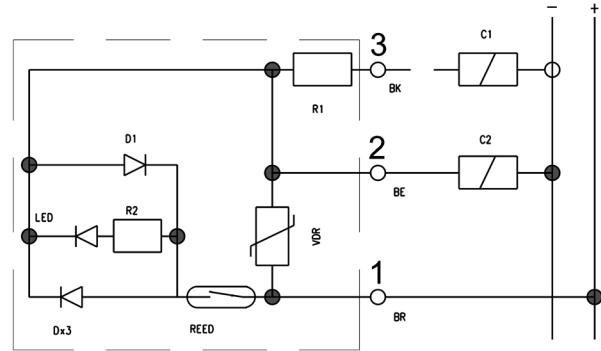 − +
3 C1
R1 BK
D1 2 C2
BE
LED R2
VDR
1
Dx3 REED BR